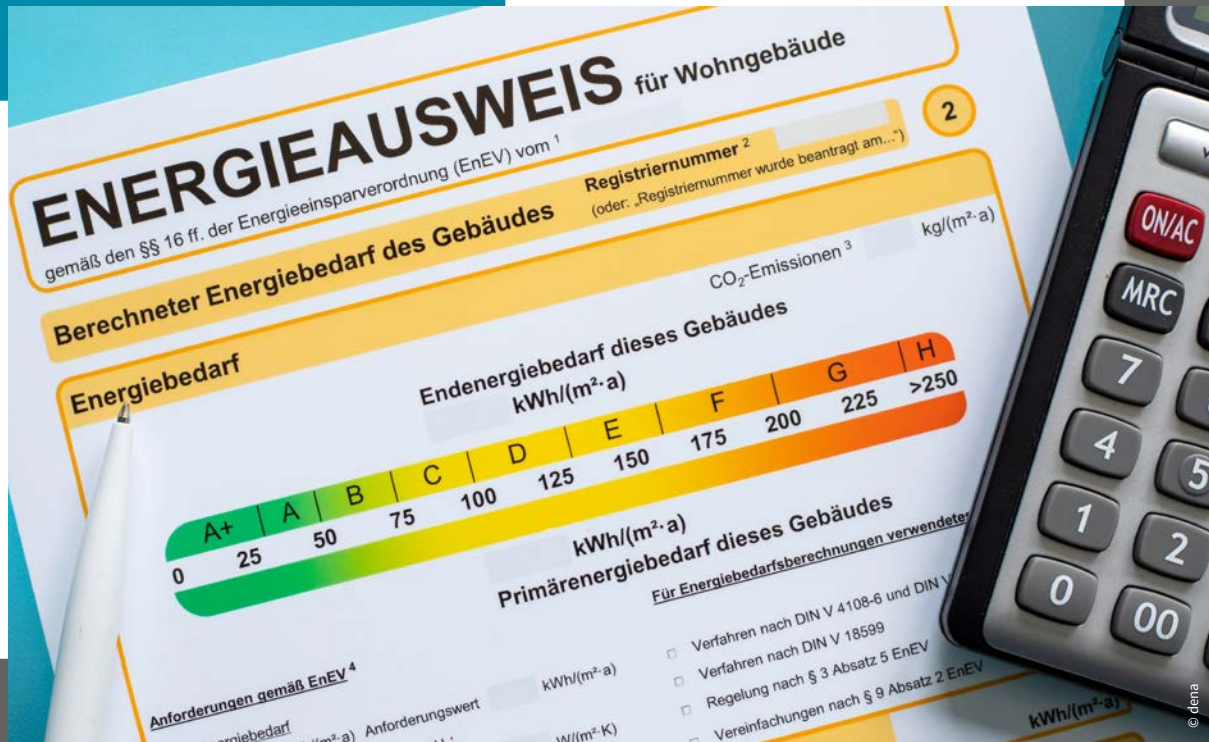 ENERGIEAUSWEIS für Wohngebäude
gemäß den §§ 16 ff. der Energieeinsparverordnung (EnEV) vom ¹
Berechneter Energiebedarf des Gebäudes
Registriernummer ²
(oder: „Registriernummer wurde beantragt am...“)
2
Energiebedarf
CO₂-Emissionen ³ kg/(m²·a)
Endenergiebedarf dieses Gebäudes
kWh/(m²·a)
A+ A B C D E F G H
0 25 50 75 100 125 150 175 200 225 >250
kWh/(m²·a)
Primärenergiebedarf dieses Gebäudes
Anforderungen gemäß EnEV ⁴
Anforderungswert kWh/(m²·a)
W/(m²·K)
Für Energiebedarfsberechnungen
Verfahren nach DIN V 4108-6 und DIN V
Verfahren nach DIN V 18599
Regelung nach § 3 Absatz 5 EnEV
Vereinfachungen nach § 9 Absatz 2 EnEV
kWh/(m²·a)
ON/AC
MRC
7
4
5
1
2
0
00
© dena